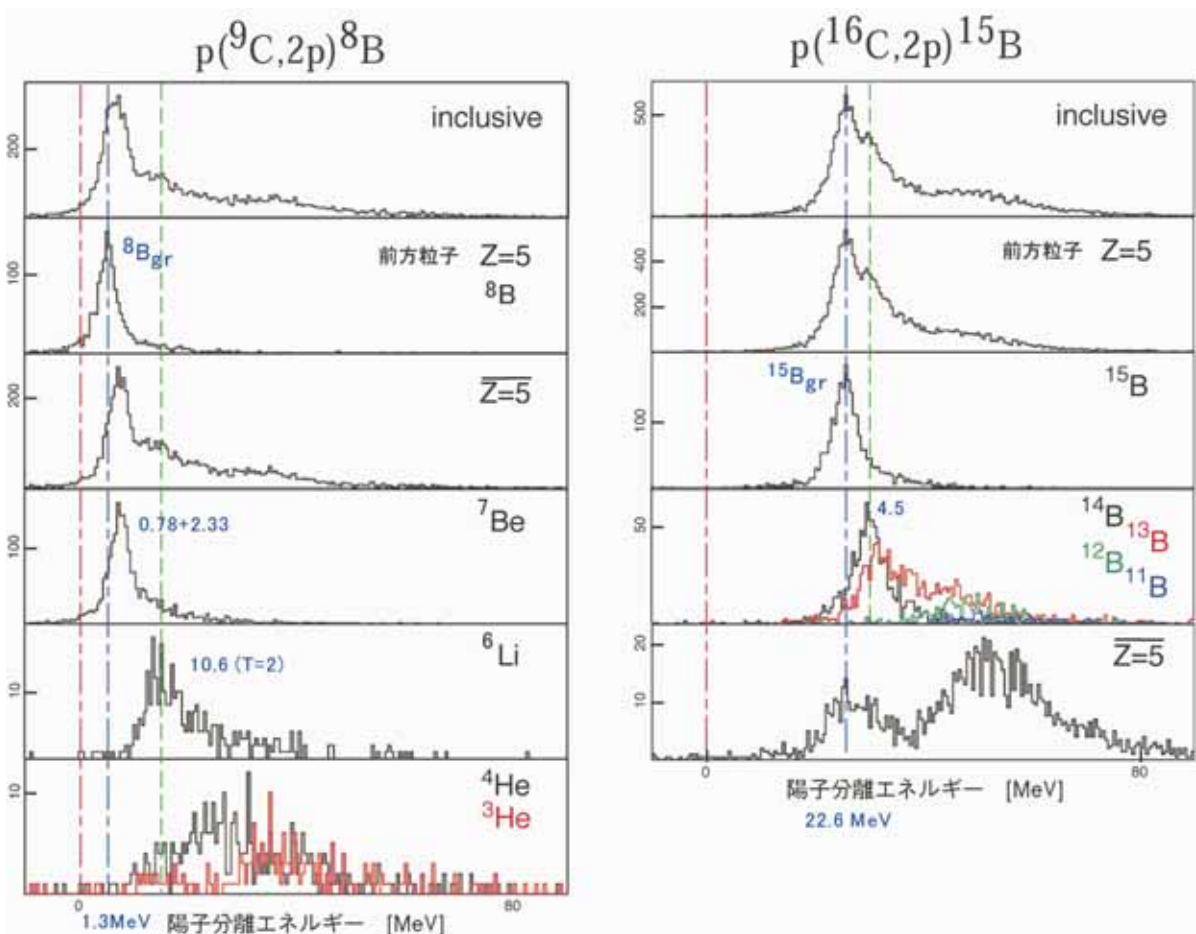 p(⁹C,2p)⁸B
inclusive
200
⁸Bgr
前方粒子 Z=5
⁸B
100
Z=5
200
⁷Be
0.78+2.33
100
⁶Li
10.6 (T=2)
10
⁴He
³He
10
0
80
1.3MeV
陽子分離エネルギー [MeV]
p(¹⁶C,2p)¹⁵B
inclusive
500
前方粒子 Z=5
400
200
¹⁵Bgr
¹⁵B
100
4.5
¹⁴B
¹³B
¹²B
¹¹B
50
Z=5
20
10
0
80
陽子分離エネルギー [MeV]
22.6 MeV